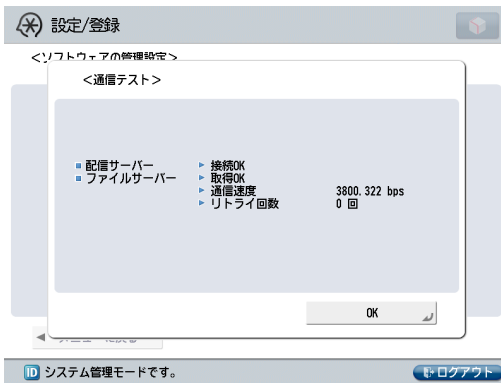 設定/登録
<ソフトウェアの管理設定>
<通信テスト>
配信サーバー ▶ 接続OK
ファイルサーバー ▶ 取得OK
▶ 通信速度 3800.322 bps
▶ リトライ回数 0 回
OK
ID システム管理モードです。
ログアウト